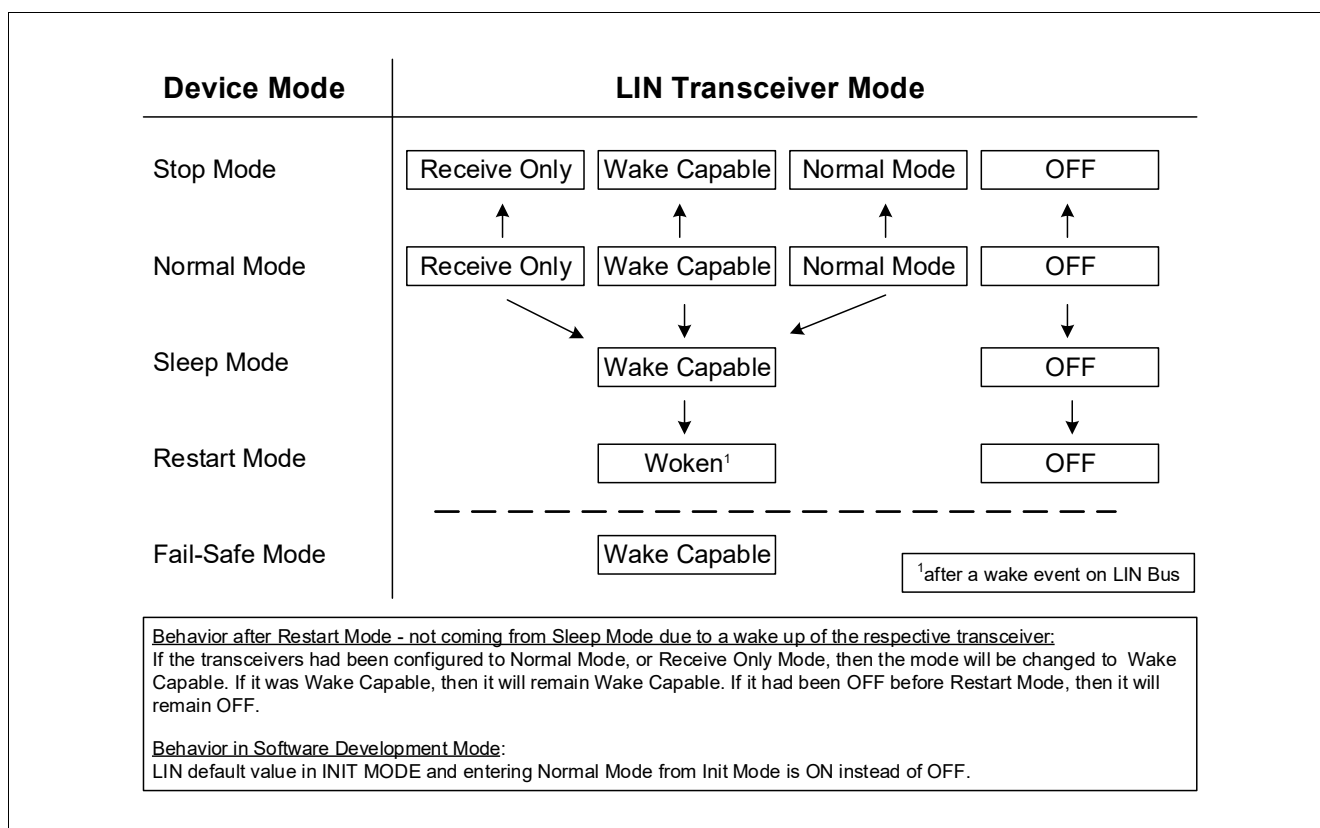 Device Mode LIN Transceiver Mode
Stop Mode Receive Only Wake Capable Normal Mode OFF
Normal Mode Receive Only Wake Capable Normal Mode OFF
Sleep Mode Wake Capable OFF
Restart Mode Woken¹ OFF
Fail-Safe Mode Wake Capable
¹after a wake event on LIN Bus
Behavior after Restart Mode - not coming from Sleep Mode due to a wake up of the respective transceiver:
If the transceivers had been configured to Normal Mode, or Receive Only Mode, then the mode will be changed to Wake
Capable. If it was Wake Capable, then it will remain Wake Capable. If it had been OFF before Restart Mode, then it will
remain OFF.
Behavior in Software Development Mode:
LIN default value in INIT MODE and entering Normal Mode from Init Mode is ON instead of OFF.